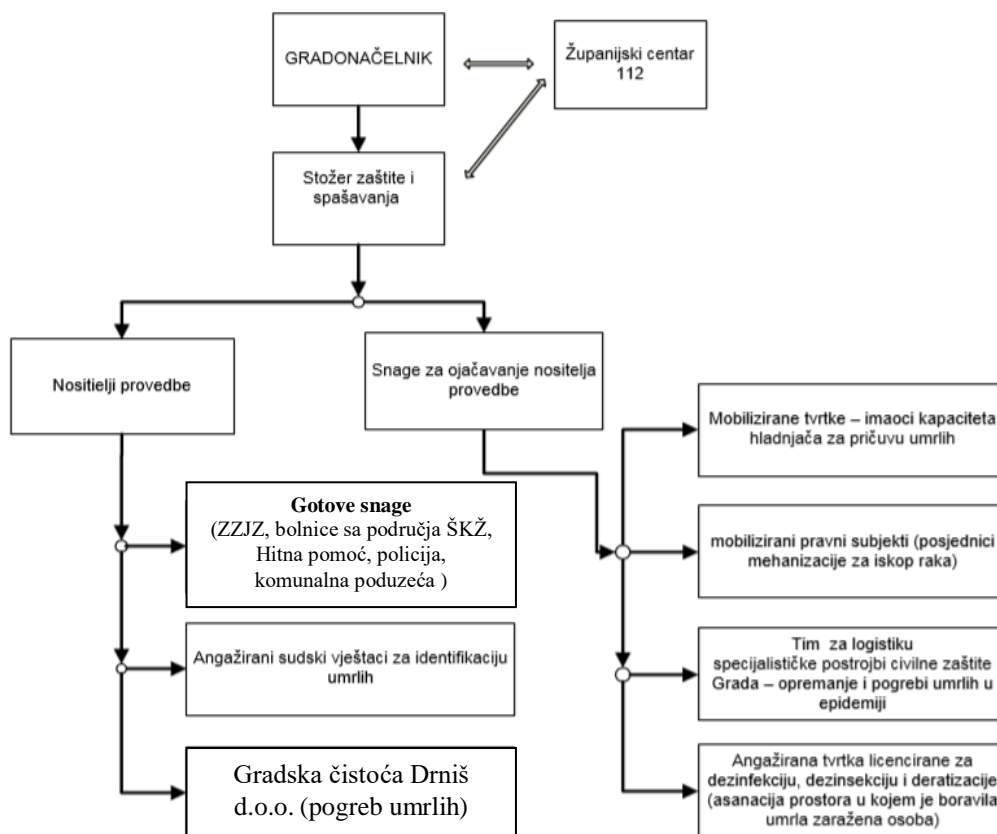 GRADONAČELNIK
Županijski centar
112
Stožer zaštite i
spašavanja
Nositielji provedbe
Snage za ojačavanje nositelja
provedbe
Gotove snage
(ZZJZ, bolnice sa područja ŠKŽ,
Hitna pomoć, policija,
komunalna poduzeća )
Angažirani sudski vještaci za identifikaciju
umrlih
Gradska čistoća Drniš
d.o.o. (pogreb umrlih)
Mobilizirane tvrtke – imaoci kapaciteta
hladnjača za pričuvu umrlih
mobilizirani pravni subjekti (posjednici
mehanizacije za iskop raka)
Tim za logistiku
specijalističke postrojbi civilne zaštite
Grada – opremanje i pogrebi umrlih u
epidemiji
Angažirana tvrtka licencirane za
dezinfekciju, dezinsekciju i deratizacije
(asanacija prostora u kojem je boravila
umrla zaražena osoba)